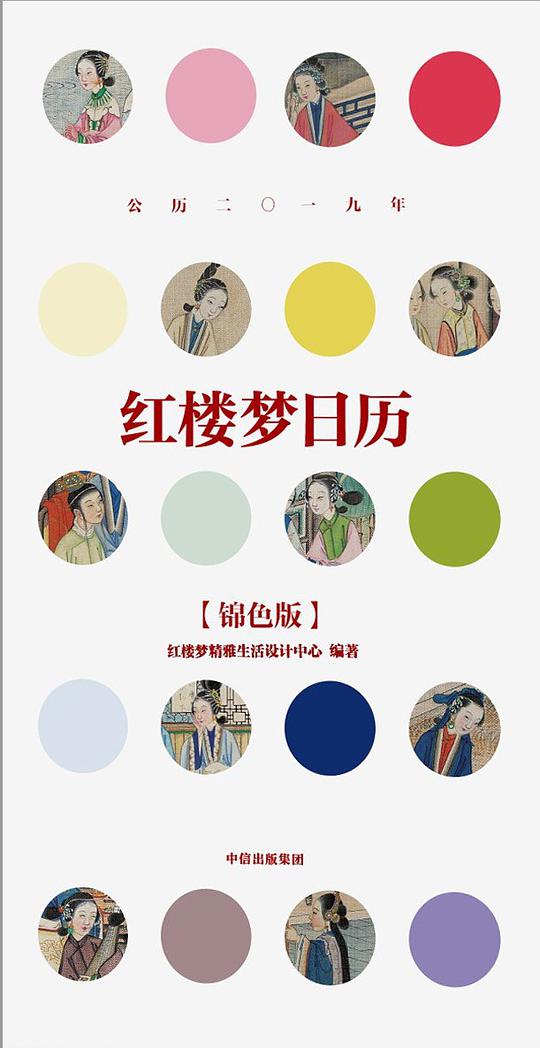 公历二〇一九年
红楼梦日历
【锦色版】
红楼梦精雅生活设计中心 编著
中信出版集团